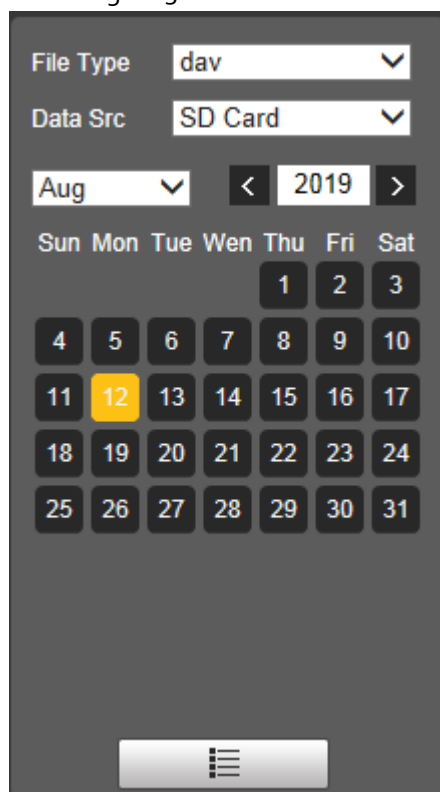 File Type dav
Data Src SD Card
Aug 2019
Sun Mon Tue Wen Thu Fri Sat
1 2 3
4 5 6 7 8 9 10
11 12 13 14 15 16 17
18 19 20 21 22 23 24
25 26 27 28 29 30 31